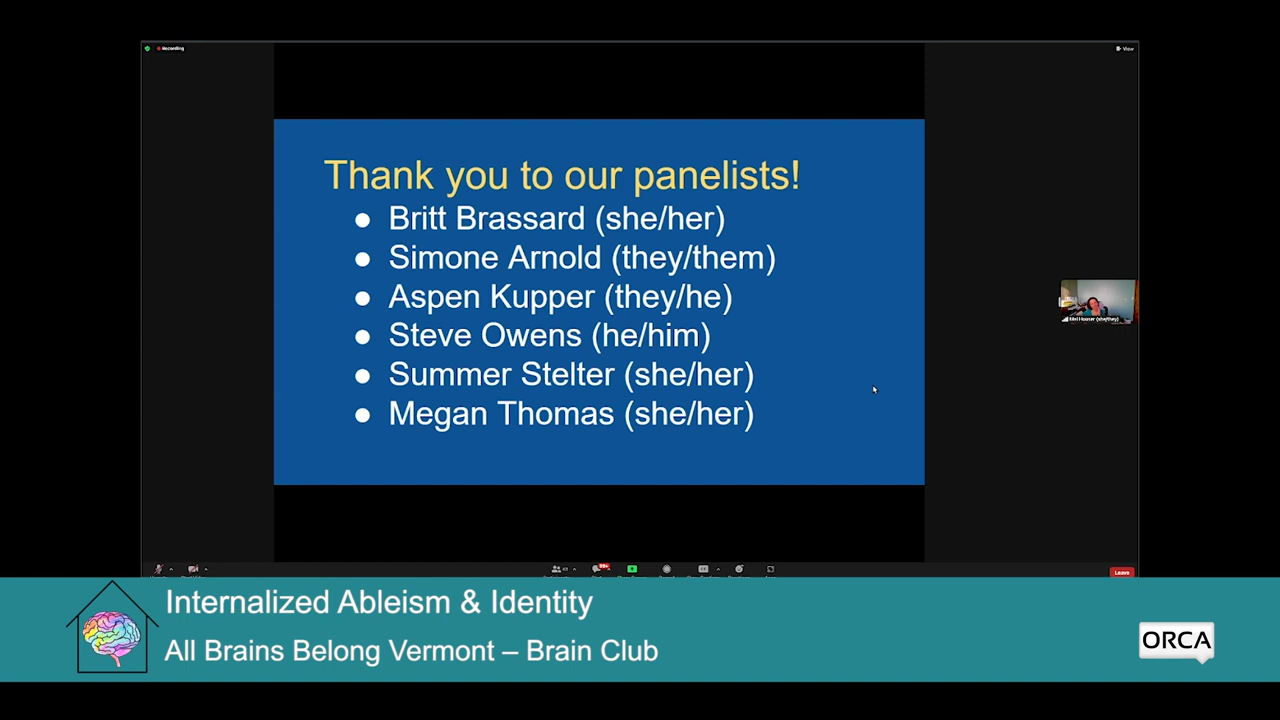 Recording
View
Thank you to our panelists!
● Britt Brassard (she/her)
● Simone Arnold (they/them)
● Aspen Kupper (they/he)
● Steve Owens (he/him)
● Summer Stelter (she/her)
● Megan Thomas (she/her)
99+
Leave
Internalized Ableism & Identity
All Brains Belong Vermont – Brain Club
ORCA